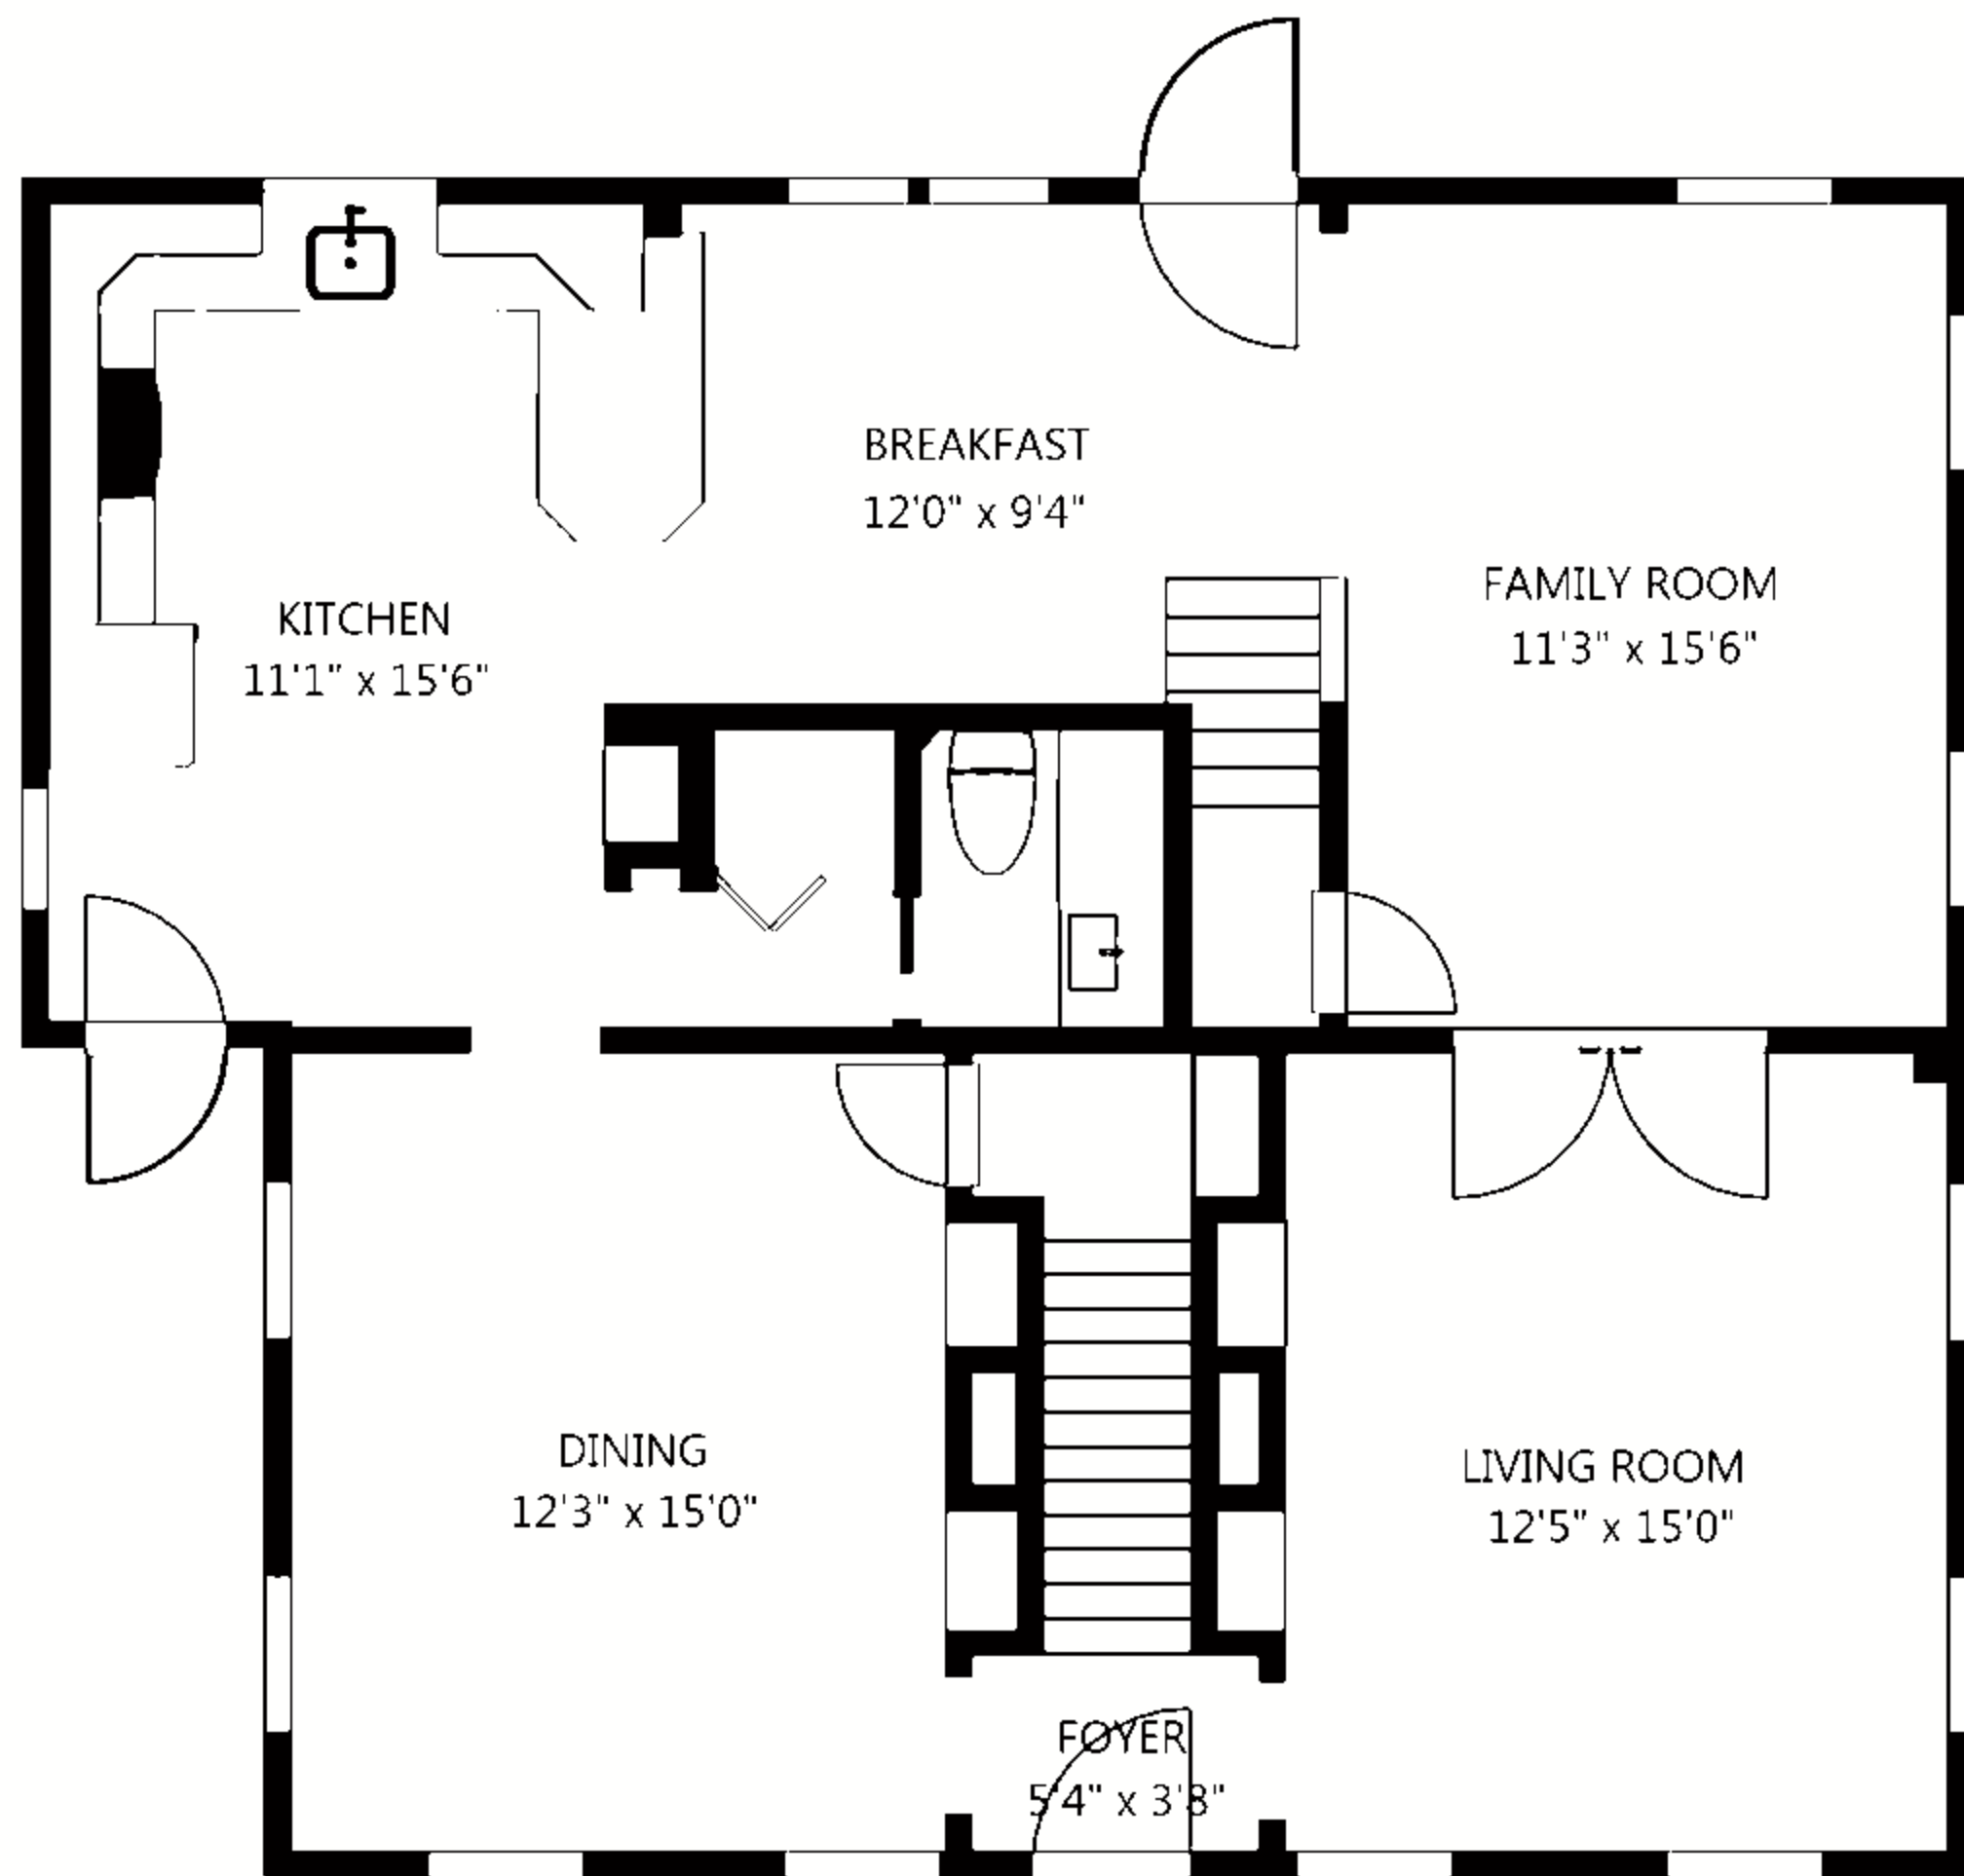 BREAKFAST
12'0" x 9'4"
FAMILY ROOM
11'3" x 15'6"
KITCHEN
11'1" x 15'6"
DINING
12'3" x 15'0"
LIVING ROOM
12'5" x 15'0"
FOYER
5'4" x 3'8"